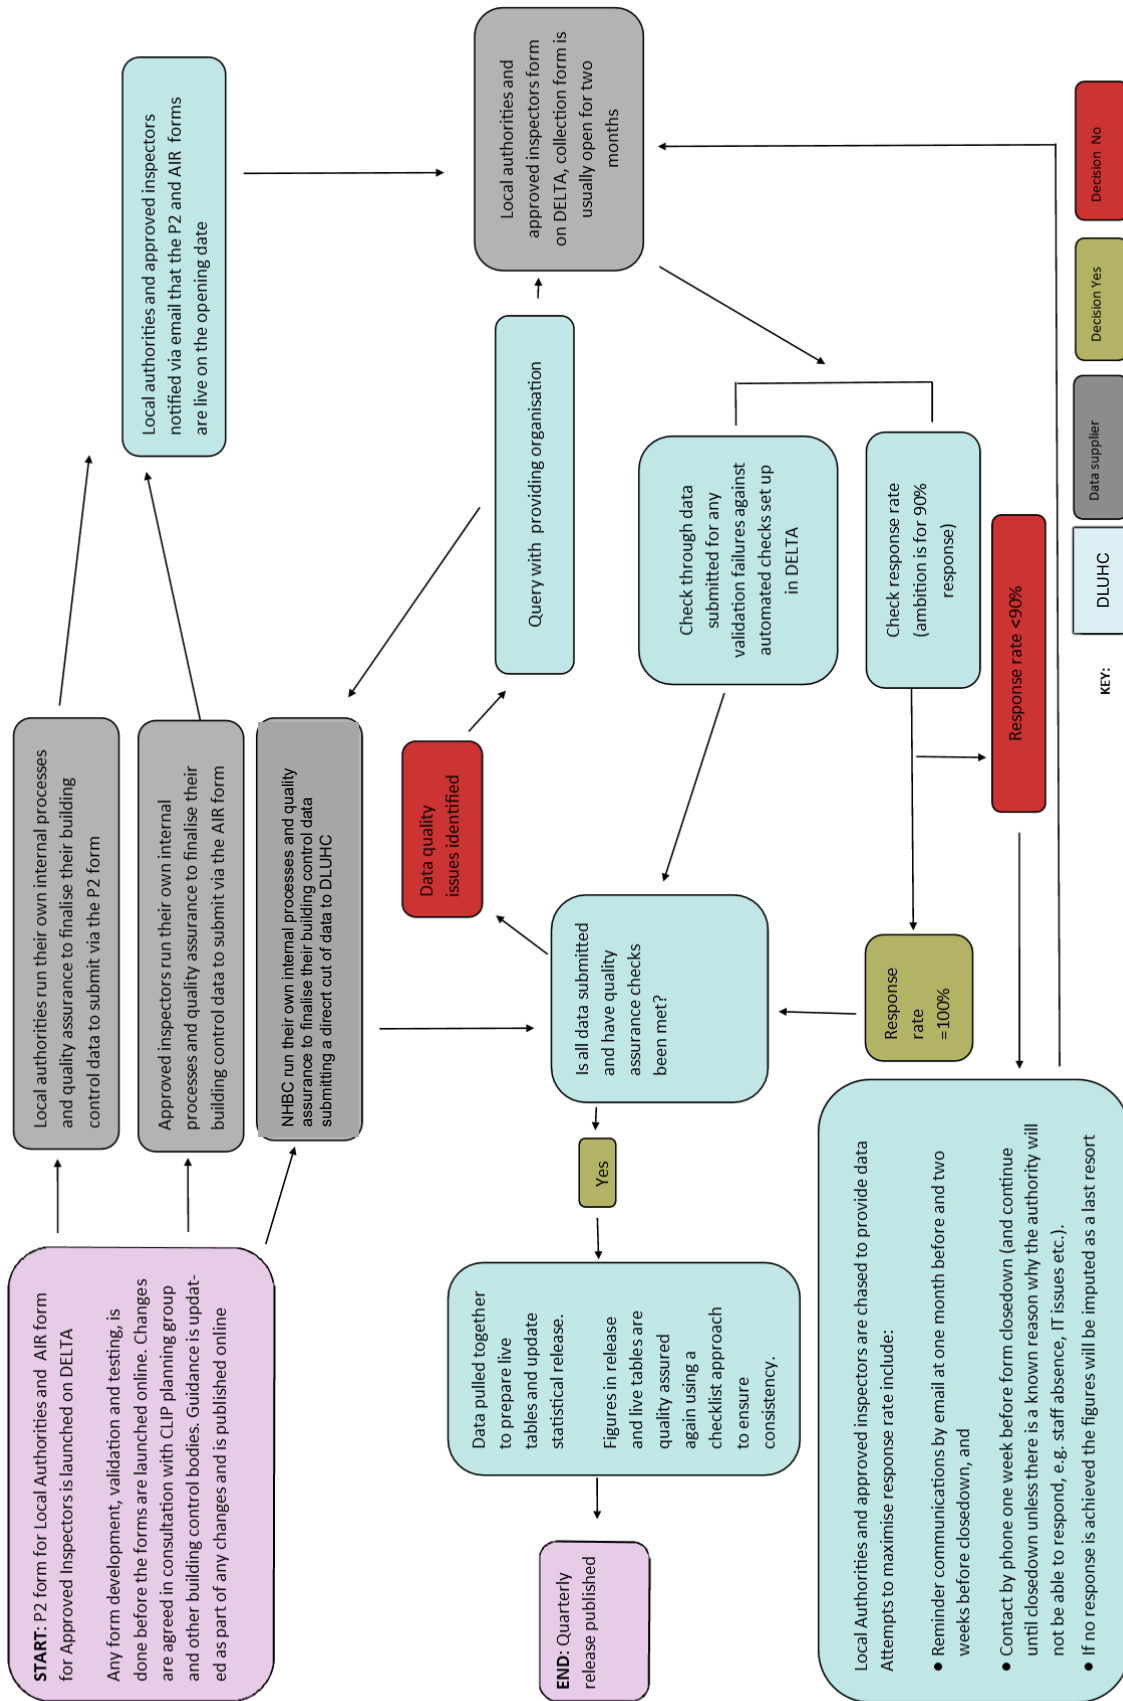 START: P2 form for Local Authorities and AIR form
for Approved Inspectors is launched on DELTA
Any form development, validation and testing, is
done before the forms are launched online. Changes
are agreed in consultation with CLIP planning group
and other building control bodies. Guidance is updat-
ed as part of any changes and is published online
Local authorities run their own internal processes
and quality assurance to finalise their building
control data to submit via the P2 form
Approved inspectors run their own internal
processes and quality assurance to finalise their
building control data to submit via the AIR form
NHBC run their own internal processes and quality
assurance to finalise their building control data
submitting a direcrt cut of data to DLUHC
Local authorities and approved inspectors
notified via email that the P2 and AIR forms
are live on the opening date
Local authorities and
approved inspectors form
on DELTA, collection form is
usually open for two
months
Query with providing organisation
Data quality
issues identified
Check through data
submitted for any
validation failures against
automated checks set up
in DELTA
Check response rate
(ambition is for 90%
response)
Response rate <90%
Response
rate
=100%
Is all data submitted
and have quality
assurance checks
been met?
Yes
Data pulled together
to prepare live
tables and update
statistical release.
Figures in release
and live tables are
quality assured
again using a
checklist approach
to ensure
consistency.
END: Quarterly
release published
Local Authorities and approved inspectors are chased to provide data
Attempts to maximise response rate include:
● Reminder communications by email at one month before and two
weeks before closedown, and
● Contact by phone one week before form closedown (and continue
until closedown unless there is a known reason why the authority will
not be able to respond, e.g. staff absence, IT issues etc.).
● If no response is achieved the figures will be imputed as a last resort
KEY:
DLUHC
Data supplier
Decision Yes
Decision No